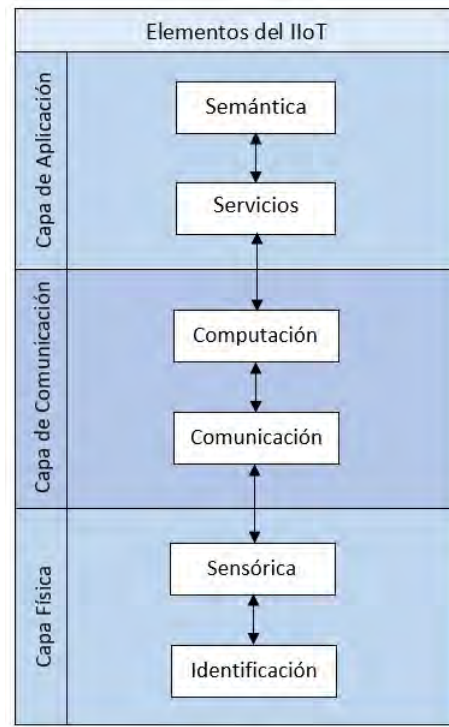 Elementos del IIoT
Capa de Aplicación
Semántica
Servicios
Capa de Comunicación
Computación
Comunicación
Capa Física
Sensórica
Identificación